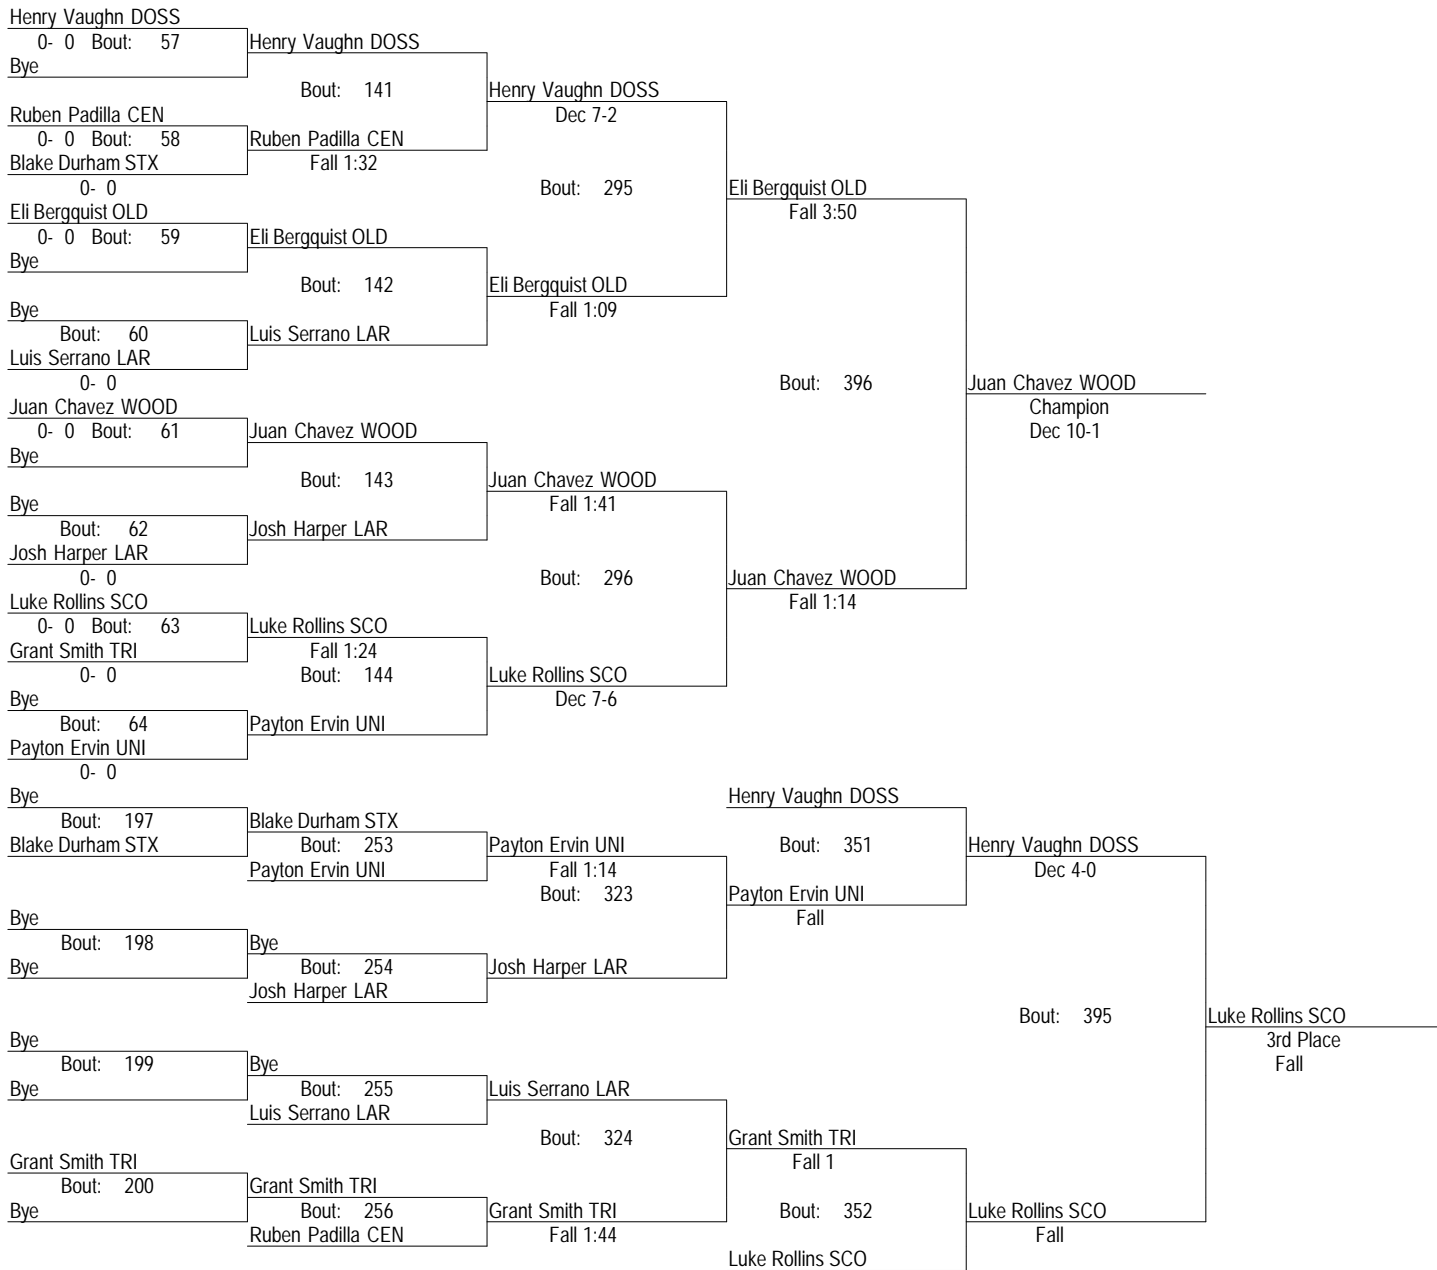 Henry Vaughn DOSS
0- 0 Bout: 57
Henry Vaughn DOSS
Bye
Bout: 141
Henry Vaughn DOSS
Ruben Padilla CEN
Dec 7-2
0- 0 Bout: 58
Ruben Padilla CEN
Blake Durham STX
Fall 1:32
0- 0
Bout: 295
Eli Bergquist OLD
Eli Bergquist OLD
Fall 3:50
0- 0 Bout: 59
Eli Bergquist OLD
Bye
Bout: 142
Eli Bergquist OLD
Bye
Fall 1:09
Bout: 60
Luis Serrano LAR
Luis Serrano LAR
0- 0
Bout: 396
Juan Chavez WOOD
Juan Chavez WOOD
Champion
0- 0 Bout: 61
Juan Chavez WOOD
Dec 10-1
Bye
Bout: 143
Juan Chavez WOOD
Bye
Fall 1:41
Bout: 62
Josh Harper LAR
Josh Harper LAR
0- 0
Bout: 296
Juan Chavez WOOD
Luke Rollins SCO
Fall 1:14
0- 0 Bout: 63
Luke Rollins SCO
Grant Smith TRI
Fall 1:24
0- 0
Bout: 144
Luke Rollins SCO
Bye
Dec 7-6
Bout: 64
Payton Ervin UNI
Payton Ervin UNI
0- 0
Bye
Henry Vaughn DOSS
Bout: 197
Blake Durham STX
Blake Durham STX
Bout: 253
Payton Ervin UNI
Bout: 351
Henry Vaughn DOSS
Payton Ervin UNI
Fall 1:14
Dec 4-0
Bout: 323
Payton Ervin UNI
Bye
Fall
Bout: 198
Bye
Bye
Bout: 254
Josh Harper LAR
Josh Harper LAR
Bout: 395
Luke Rollins SCO
Bye
3rd Place
Bout: 199
Bye
Fall
Bye
Bout: 255
Luis Serrano LAR
Luis Serrano LAR
Bout: 324
Grant Smith TRI
Grant Smith TRI
Fall 1
Bout: 200
Grant Smith TRI
Bye
Bout: 256
Grant Smith TRI
Bout: 352
Luke Rollins SCO
Ruben Padilla CEN
Fall 1:44
Fall
Luke Rollins SCO